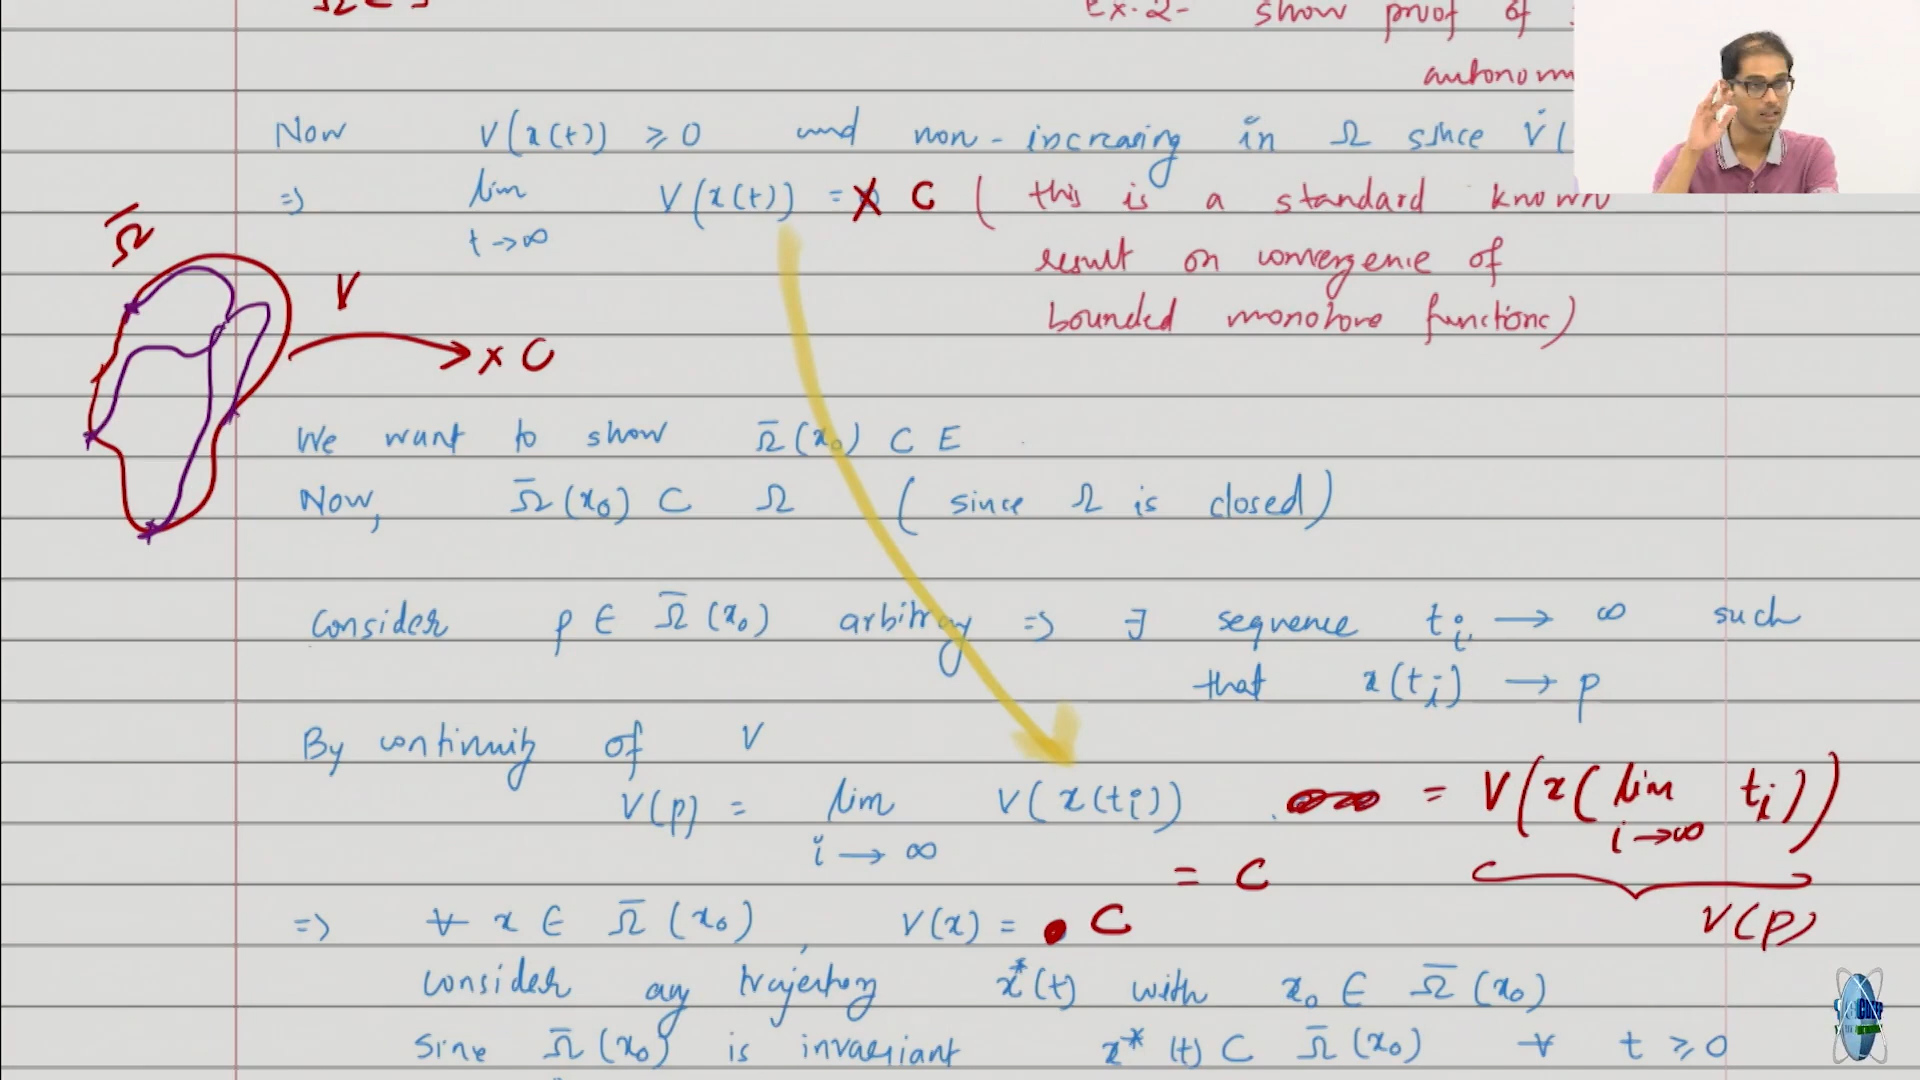 Ex. 2 - show proof of
autonom
Now V(x(t)) ⩾ 0 and non-increasing in Ω since V̇(
⇒ lim t→∞ V(x(t)) = C (this is a standard known
result on convergenie of
bounded monotone functions)
Ω̄
V
x C
We want to show Ω̄(x₀) ⊂ E
Now, Ω̄(x₀) ⊂ Ω (since Ω is closed)
Consider p ∈ Ω̄(x₀) arbitray ⇒ ∃ sequence tᵢ → ∞ such
that x(tᵢ) → p
By continuity of V
V(p) = lim i→∞ V(x(tᵢ)) = V(x(lim i→∞ tᵢ))
= C
V(p)
⇒ ∀ x ∈ Ω̄(x₀), V(x) = C
consider any trajectory x*(t) with x₀ ∈ Ω̄(x₀)
Sine Ω̄(x₀) is invariant x*(t) ⊂ Ω̄(x₀) ∀ t ⩾ 0